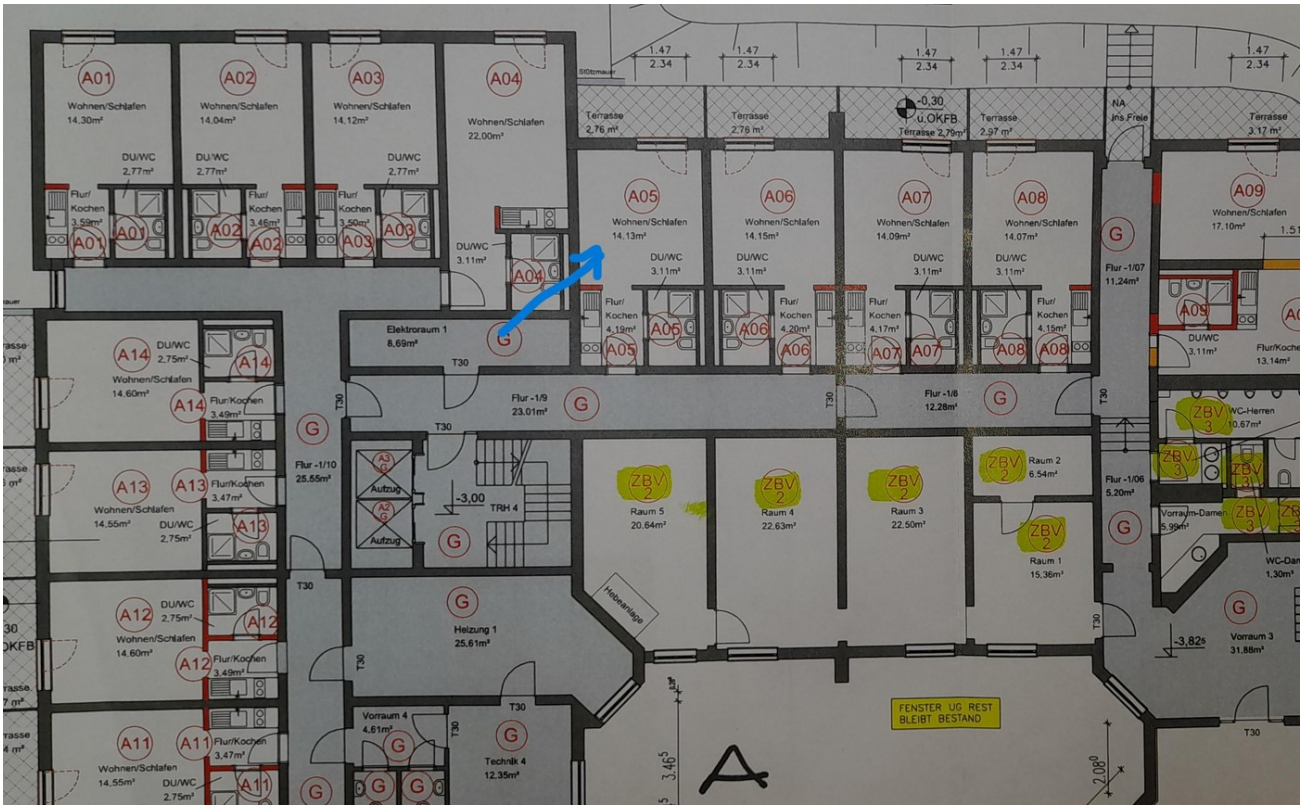 1.47
2.34
1.47
2.34
1.47
2.34
1.47
2.34
1.47
2.34
Stützmauer
A01
Wohnen/Schlafen
14.30m²
A02
Wohnen/Schlafen
14.04m²
A03
Wohnen/Schlafen
14.12m²
A04
Wohnen/Schlafen
22.00m²
Terrasse
2,76 m²
Terrasse
2.76 m²
-0,30
u.OKFB
Terrasse 2,79m²
Terrasse
2.97 m²
NA
Ins Freie
Terrasse
3.17 m²
DU/WC
2,77m²
DU/WC
2.77m²
DU/WC
2,77m²
Flur/
Kochen
3.59m²
A01
A01
A02
Flur/
Kochen
3.46m²
A02
Flur/
Kochen
3.50m²
A03
A03
DU/WC
3.11m²
A04
A05
Wohnen/Schlafen
14.13m²
A06
Wohnen/Schlafen
14.15m²
A07
Wohnen/Schlafen
14.09m²
A08
Wohnen/Schlafen
14.07m²
G
Flur -1/07
11.24m²
A09
Wohnen/Schlafen
17.10m²
1.51
DU/WC
3.11m²
DU/WC
3.11m²
DU/WC
3.11m²
DU/WC
3.11m²
Flur/
Kochen
4,19m²
A05
A05
A06
Flur/
Kochen
4.20m²
A06
Flur/
Kochen
4.17m²
A07
A07
A08
Flur/
Kochen
4.15m²
A08
A09
DU/WC
3.11m²
Flur/Koche
13.14m²
Elektroraum 1
8,69m²
G
T30
A14
Wohnen/Schlafen
14.60m²
DU/WC
2,75m²
A14
A14
Flur/Kochen
3.49m²
G
T30
Flur -1/9
23.01m²
G
T30
Flur -1/8
12.28m²
G
T30
T30
Flur -1/10
25.55m²
A13
14,55m²
A13
Flur/Kochen
3,47m²
DU/WC
2,75m²
A13
A3
G
Aufzug
A2
G
Aufzug
-3,00
TRH 4
G
ZBV
2
Raum 5
20.64m²
ZBV
2
Raum 4
22.63m²
ZBV
2
Raum 3
22.50m²
ZBV
2
Raum 2
6.54m²
ZBV
2
Raum 1
15,36m²
Flur -1/06
5.20m²
G
ZBV
3
WC-Herren
10.67m²
ZBV
3
ZBV
3
Vorraum-Damen
5.99m²
ZBV
3
WC-Dam
1,30m²
T30
A12
Wohnen/Schlafen
14.60m²
DU/WC
2,75m²
A12
A12
Flur/Kochen
3,49m²
T30
G
Heizung 1
25.61m²
Hebeanlage
T30
T30
-3,82⁵
G
Vorraum 3
31.88m²
T30
A11
Wohnen/Schlafen
14,55m²
A11
Flur/Kochen
3,47m²
DU/WC
2.75m²
A11
G
Vorraum 4
4.61m²
G
G
G
T30
G
Technik 4
12.35m²
3.46⁵
A
FENSTER UG REST
BLEIBT BESTAND
2.08⁰